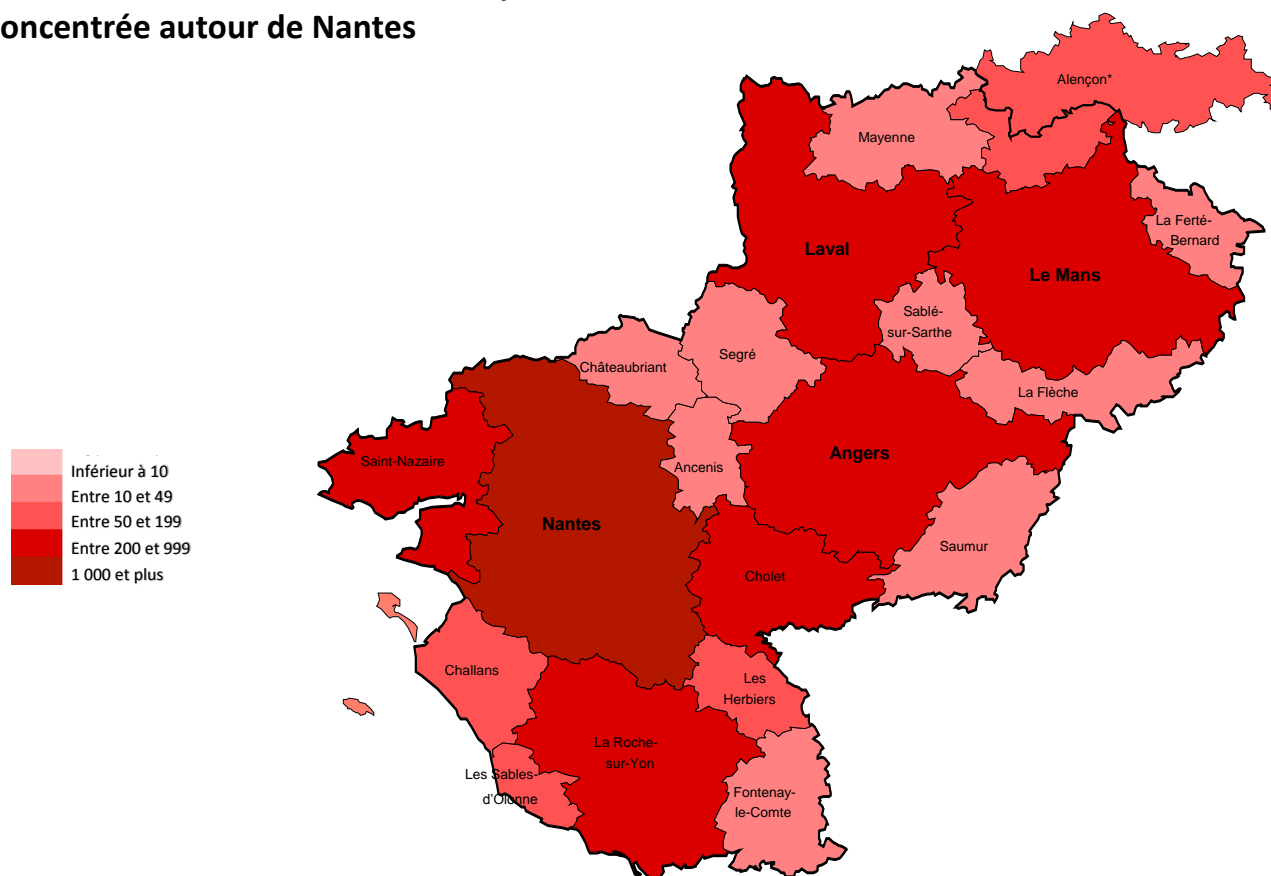 oncentrée autour de Nantes
Alençon*
Mayenne
La Ferté-
Bernard
Laval
Le Mans
Sablé-
sur-Sarthe
Segré
Châteaubriant
La Flèche
Angers
Saint-Nazaire
Ancenis
Inférieur à 10
Entre 10 et 49
Entre 50 et 199
Entre 200 et 999
1 000 et plus
Nantes
Saumur
Cholet
Challans
Les
Herbiers
La Roche-
sur-Yon
Les Sables-
d'Olonne
Fontenay-
le-Comte